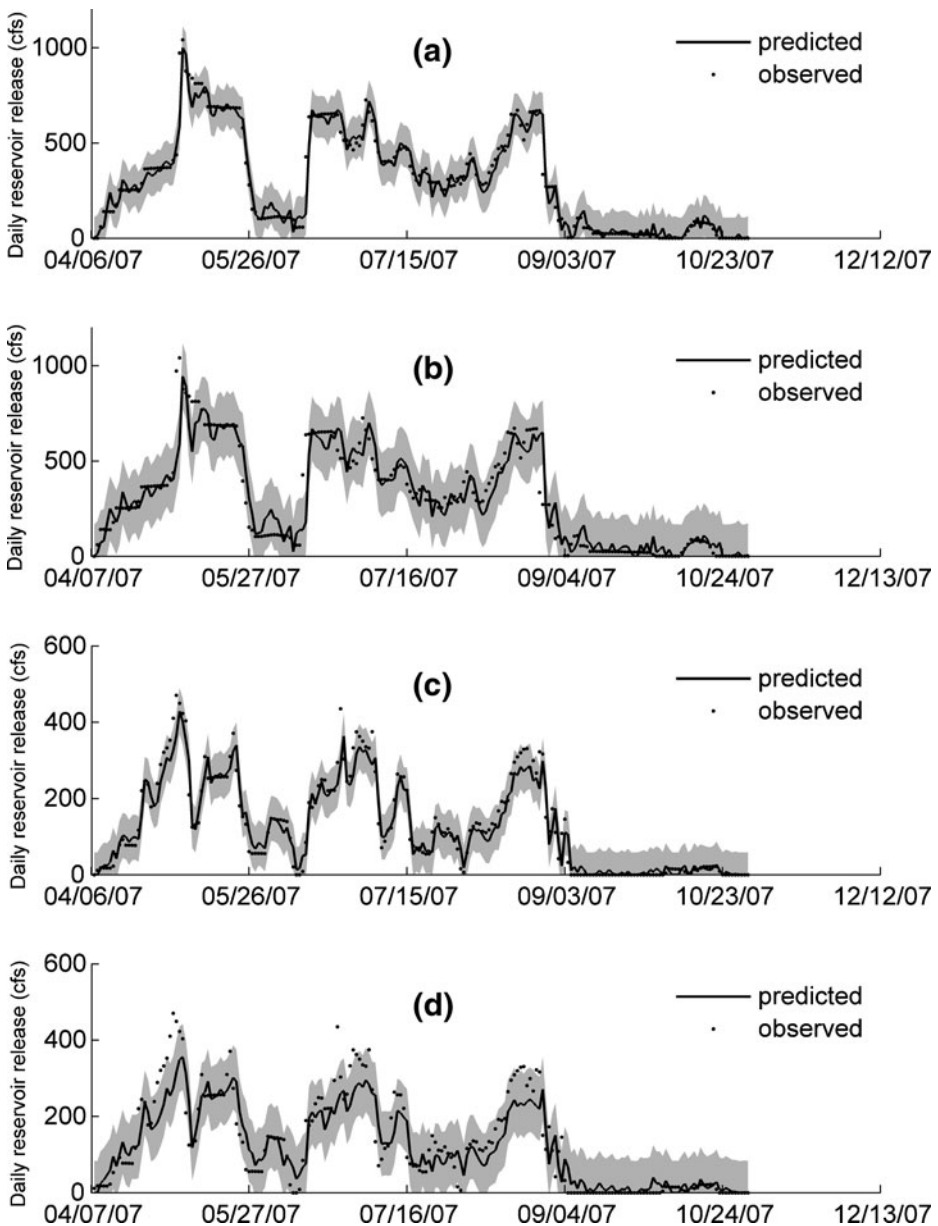 Daily reservoir release (cfs)
1000
500
0
(a)
predicted
observed
04/06/07 05/26/07 07/15/07 09/03/07 10/23/07 12/12/07
Daily reservoir release (cfs)
1000
500
0
(b)
predicted
observed
04/07/07 05/27/07 07/16/07 09/04/07 10/24/07 12/13/07
Daily reservoir release (cfs)
600
400
200
0
(c)
predicted
observed
04/06/07 05/26/07 07/15/07 09/03/07 10/23/07 12/12/07
Daily reservoir release (cfs)
600
400
200
0
(d)
predicted
observed
04/07/07 05/27/07 07/16/07 09/04/07 10/24/07 12/13/07